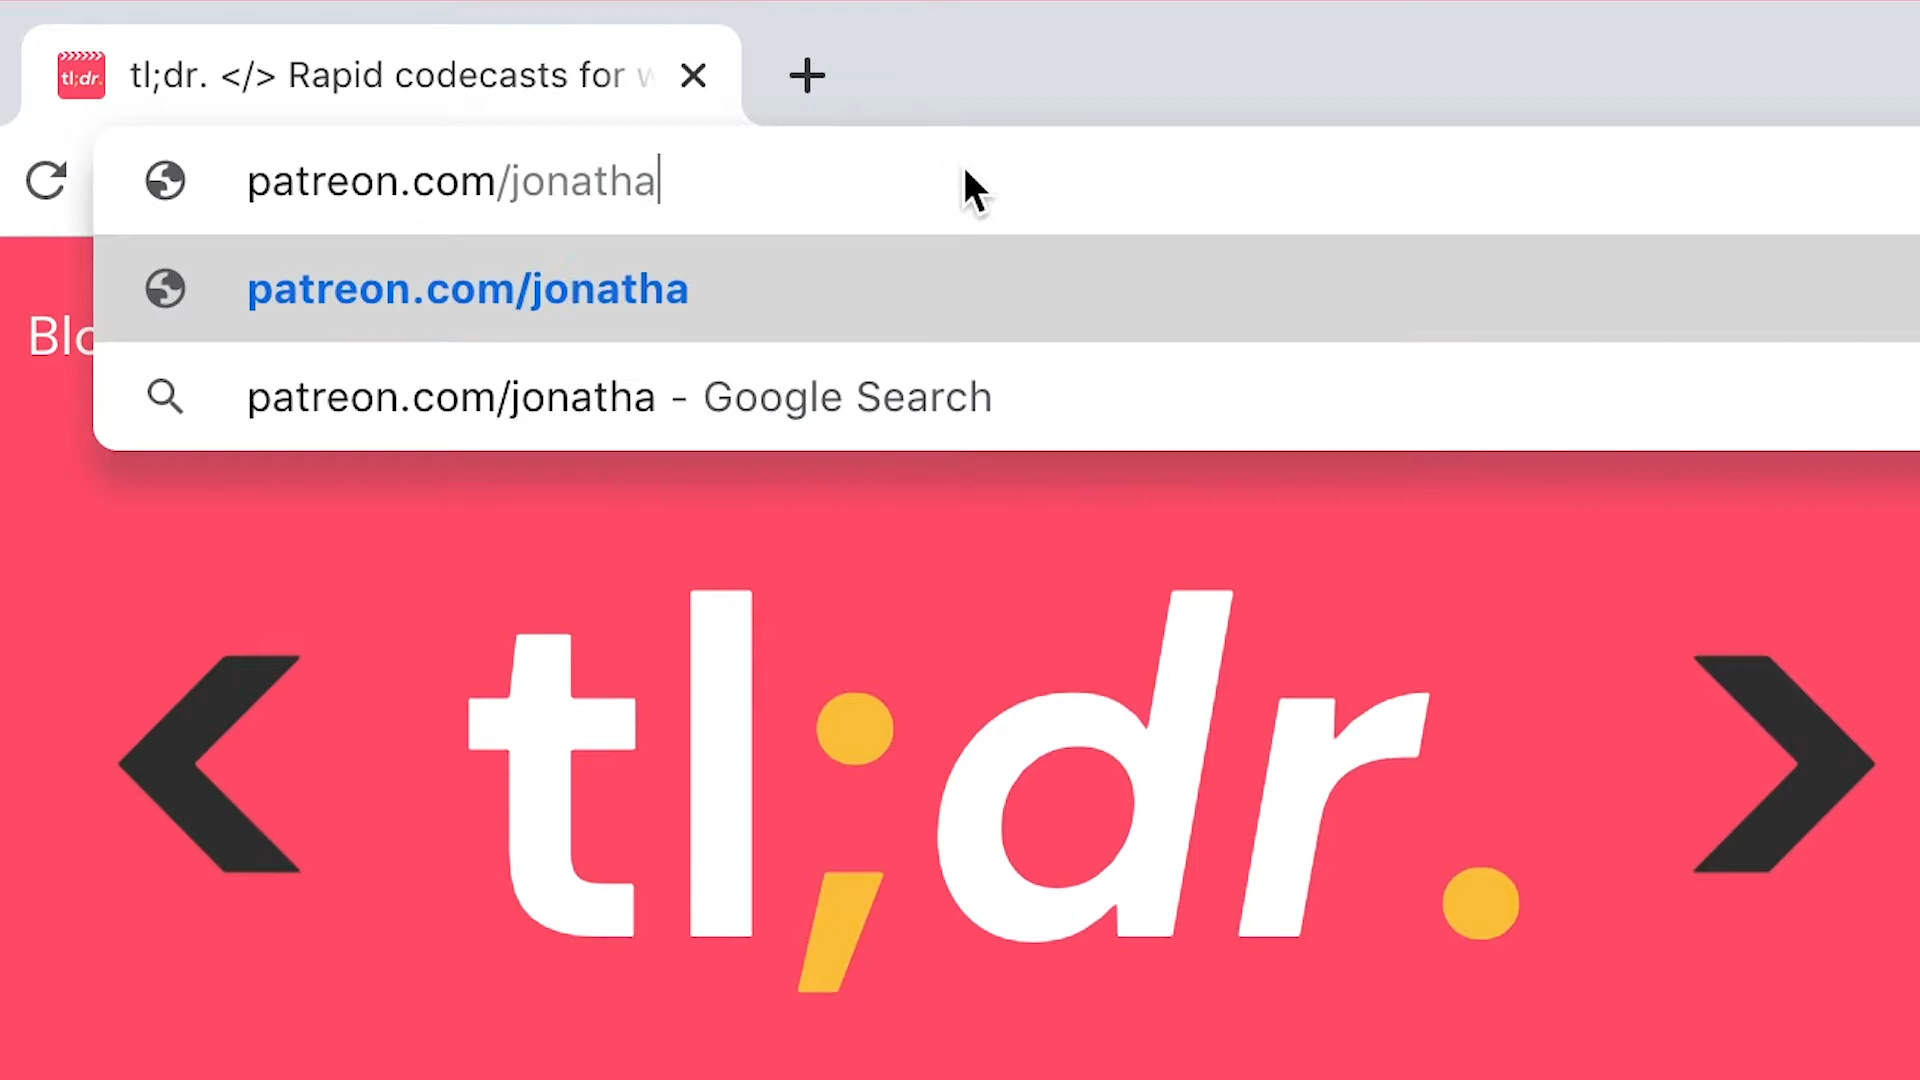 tl;dr.
tl;dr. </> Rapid codecasts for
patreon.com/jonatha
patreon.com/jonatha
Blo
patreon.com/jonatha - Google Search
< tl;dr. >